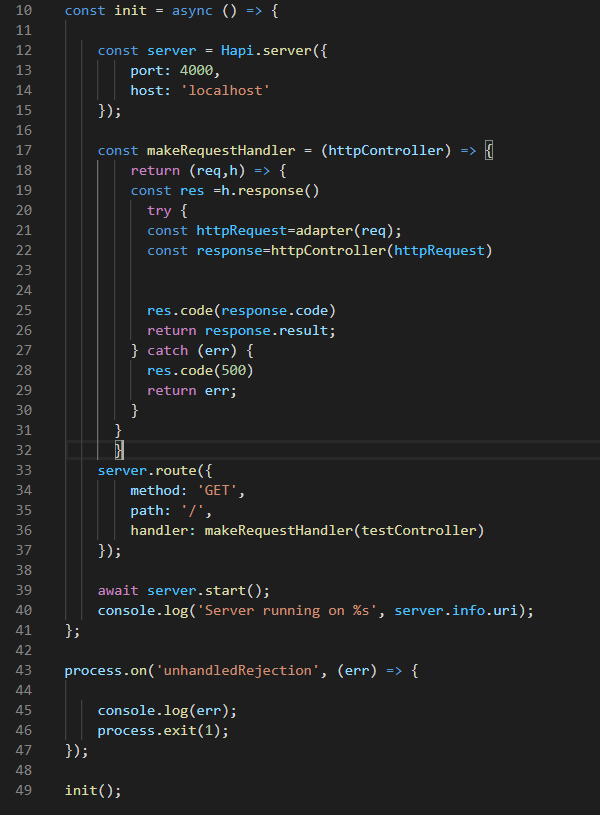 10 const init = async () => {
11
12     const server = Hapi.server({
13         port: 4000,
14         host: 'localhost'
15     });
16
17     const makeRequestHandler = (httpController) => {
18         return (req,h) => {
19         const res =h.response()
20           try {
21           const httpRequest=adapter(req);
22           const response=httpController(httpRequest)
23
24
25           res.code(response.code)
26           return response.result;
27         } catch (err) {
28           res.code(500)
29           return err;
30         }
31       }
32       }
33     server.route({
34         method: 'GET',
35         path: '/',
36         handler: makeRequestHandler(testController)
37     });
38
39     await server.start();
40     console.log('Server running on %s', server.info.uri);
41 };
42
43 process.on('unhandledRejection', (err) => {
44
45     console.log(err);
46     process.exit(1);
47 });
48
49 init();